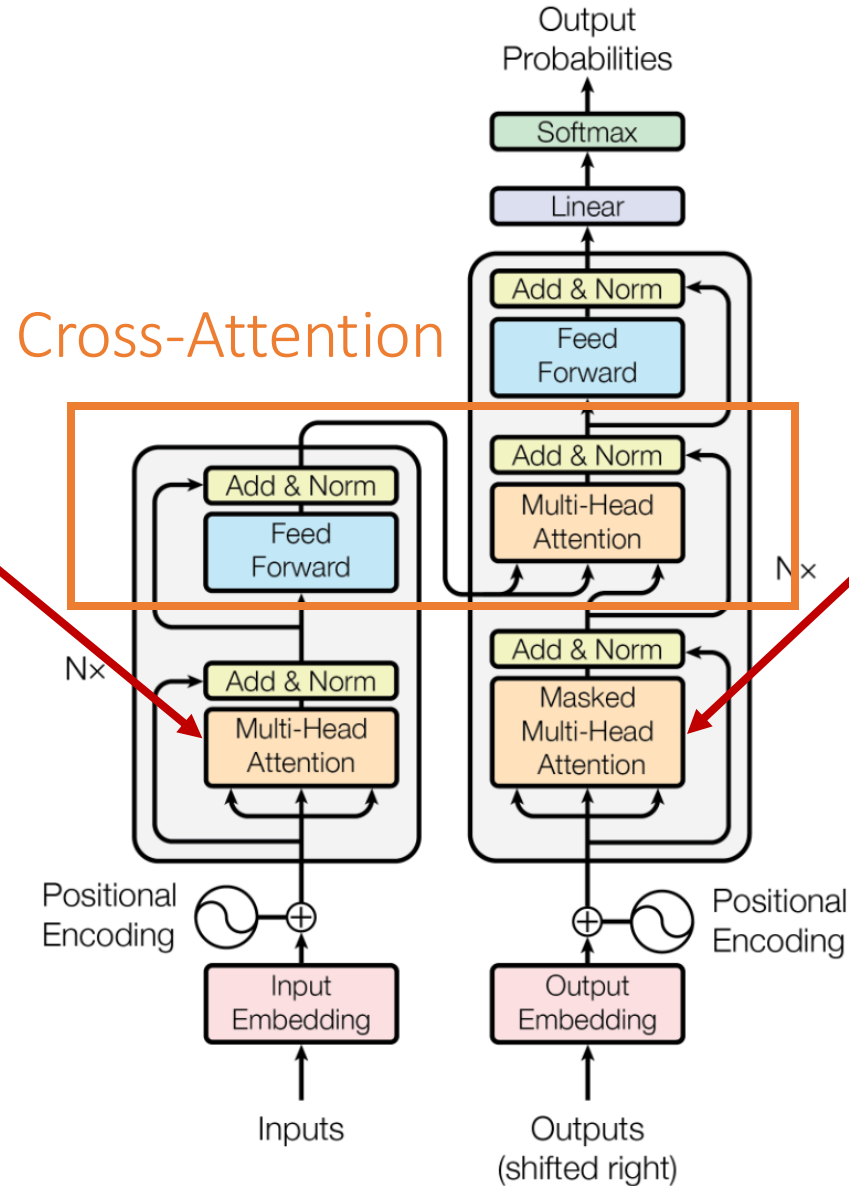 Output
Probabilities
Softmax
Linear
Add & Norm
Feed
Forward
Cross-Attention
Add & Norm
Multi-Head
Attention
Add & Norm
Feed
Forward
N×
Add & Norm
Masked
Multi-Head
Attention
N×
Add & Norm
Multi-Head
Attention
Positional
Encoding
Positional
Encoding
Input
Embedding
Output
Embedding
Inputs
Outputs
(shifted right)